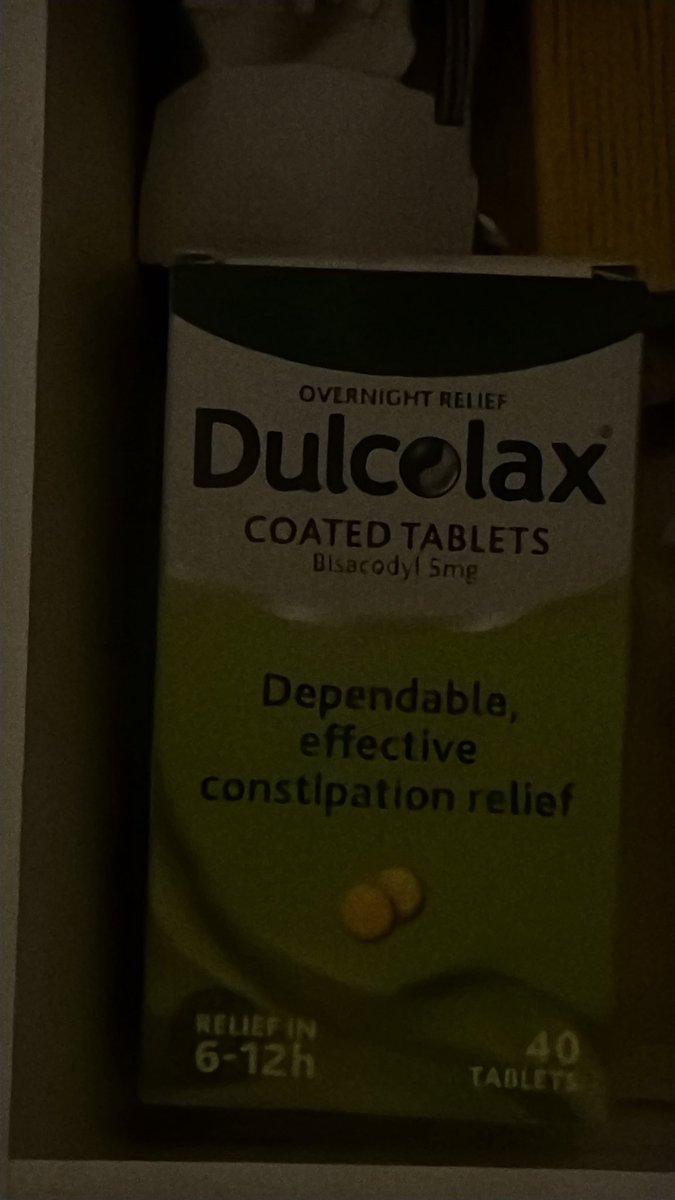 OVERNIGHT RELIEF
Dulcolax®
COATED TABLETS
Bisacodyl 5mg
Dependable,
effective
constipation relief
RELIEF IN
6-12h
40
TABLETS